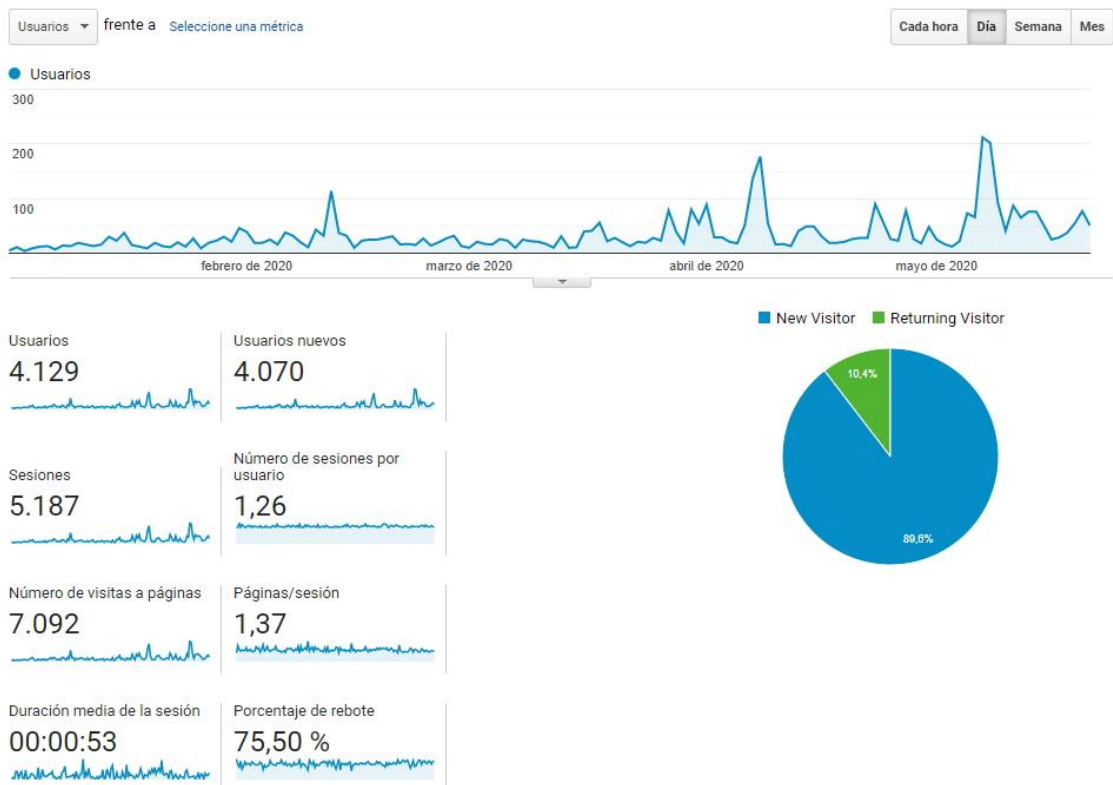 Usuarios frente a Seleccione una métrica
Cada hora Día Semana Mes
Usuarios
300
200
100
febrero de 2020 marzo de 2020 abril de 2020 mayo de 2020
New Visitor Returning Visitor
Usuarios
4.129
Usuarios nuevos
4.070
Sesiones
5.187
Número de sesiones por
usuario
1,26
Número de visitas a páginas
7.092
Páginas/sesión
1,37
Duración media de la sesión
00:00:53
Porcentaje de rebote
75,50 %
10,4%
89,6%